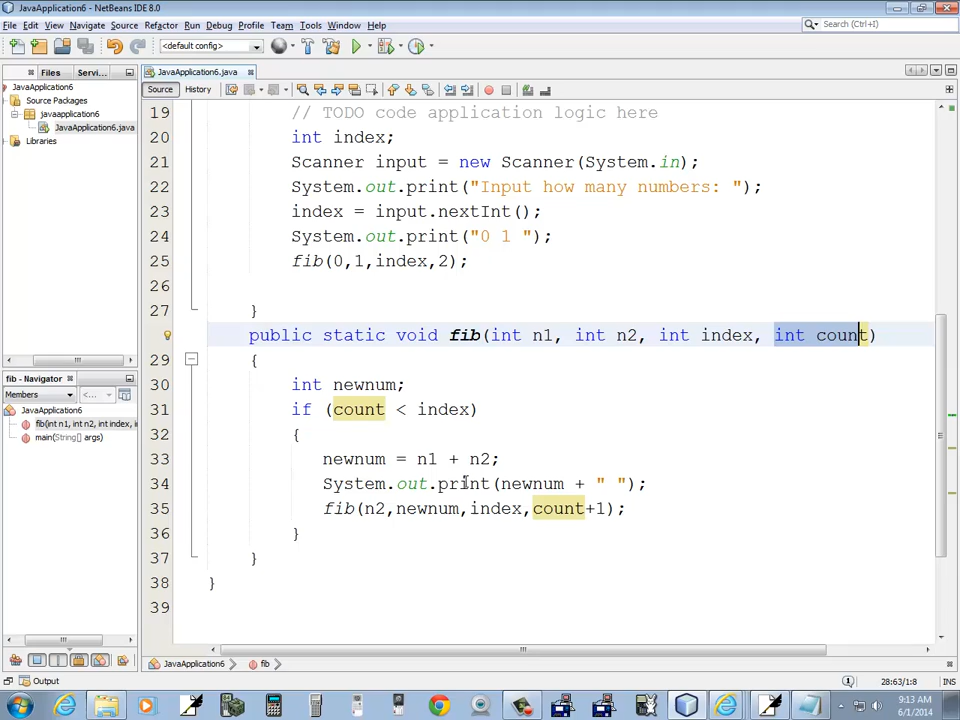 JavaApplication6 - NetBeans IDE 8.0
File Edit View Navigate Source Refactor Run Debug Profile Team Tools Window Help
Search (Ctrl+I)
<default config>
Files Servi...
JavaApplication6.java
JavaApplication6
Source Packages
javaapplication6
JavaApplication6.java
Libraries
Source History
19 // TODO code application logic here
20 int index;
21 Scanner input = new Scanner(System.in);
22 System.out.print("Input how many numbers: ");
23 index = input.nextInt();
24 System.out.print("0 1 ");
25 fib(0,1,index,2);
26
27 }
public static void fib(int n1, int n2, int index, int count)
29 {
30 int newnum;
31 if (count < index)
32 {
33 newnum = n1 + n2;
34 System.out.print(newnum + " ");
35 fib(n2,newnum,index,count+1);
36 }
37 }
38 }
39
fib - Navigator
Members <...
JavaApplication6
fib(int n1, int n2, int index, i
main(String[] args)
JavaApplication6 fib
Output
28:63/1:8 INS
9:13 AM
6/1/2014